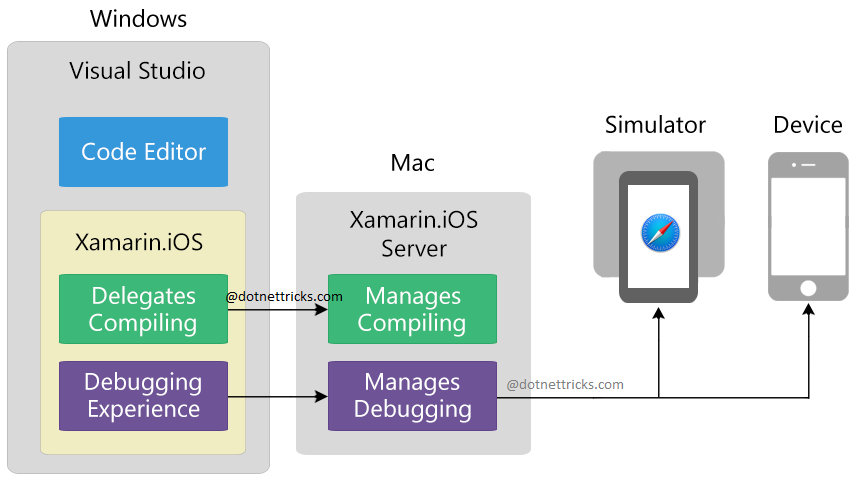 Windows
Visual Studio
Code Editor
Xamarin.iOS
Delegates
Compiling
Debugging
Experience
@dotnettricks.com
Mac
Xamarin.iOS
Server
Manages
Compiling
Manages
Debugging
@dotnettricks.com
Simulator
Device